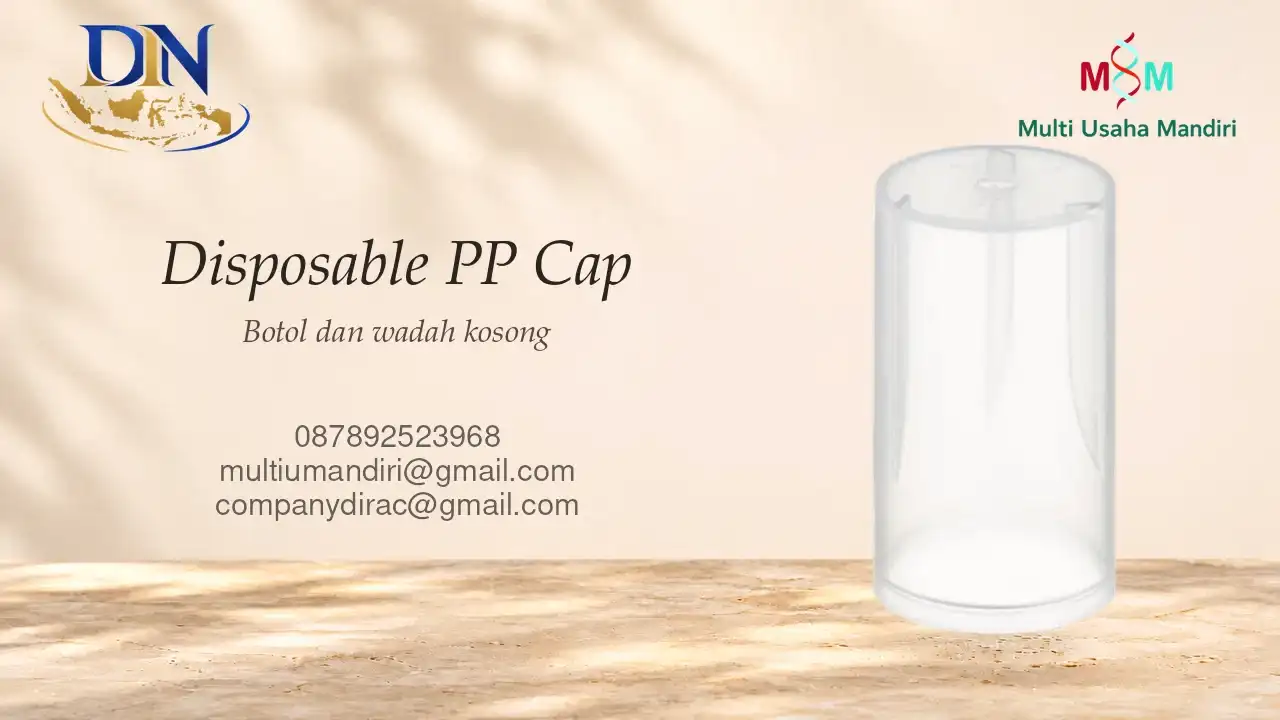 DN
MSM
Multi Usaha Mandiri
Disposable PP Cap
Botol dan wadah kosong
087892523968
multiumandiri@gmail.com
companydirac@gmail.com